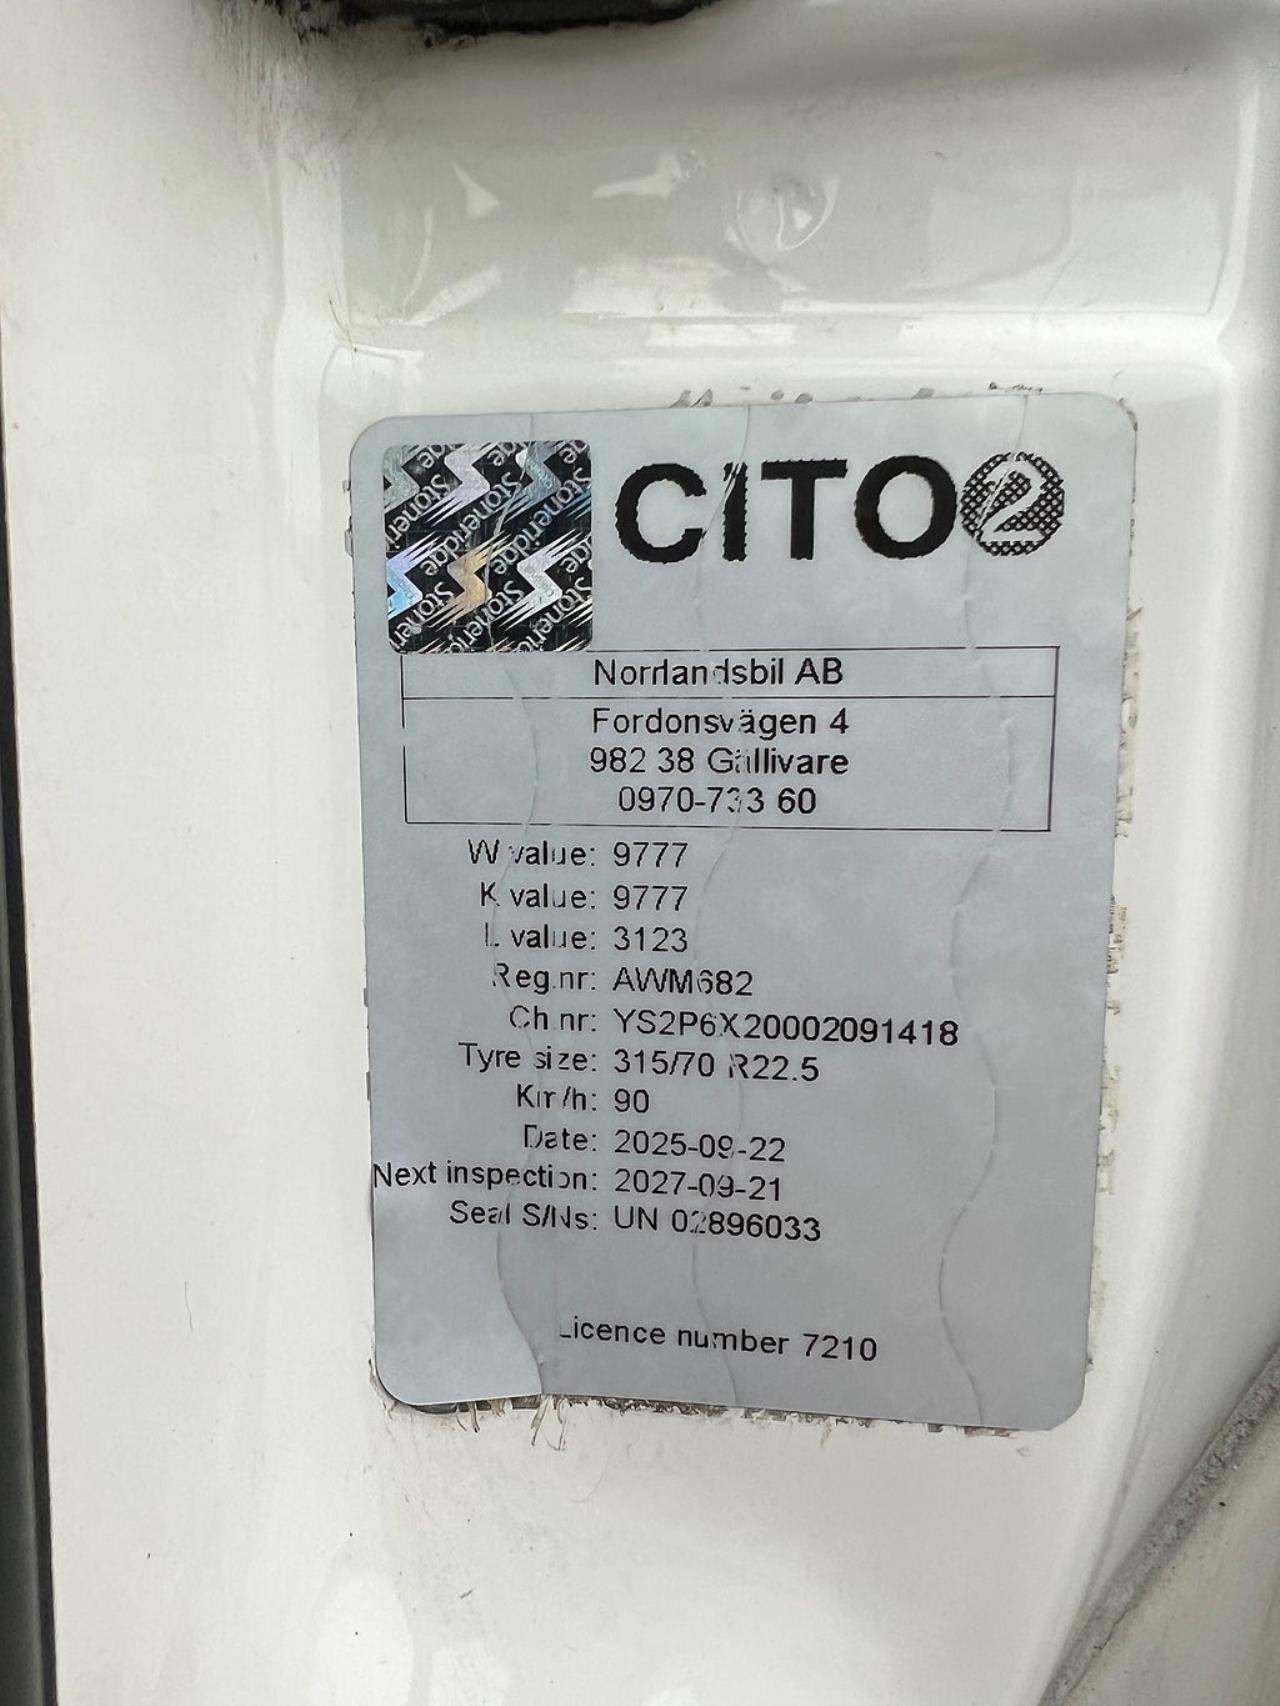 CITO2
Norrlandsbil AB
Fordonsvägen 4
982 38 Gällivare
0970-733 60
W value: 9777
K value: 9777
L value: 3123
Reg.nr: AWM682
Ch.nr: YS2P6X20002091418
Tyre size: 315/70 R22.5
Km/h: 90
Date: 2025-09-22
Next inspection: 2027-09-21
Seal S/Ns: UN 02896033
Licence number 7210
Stoneridge